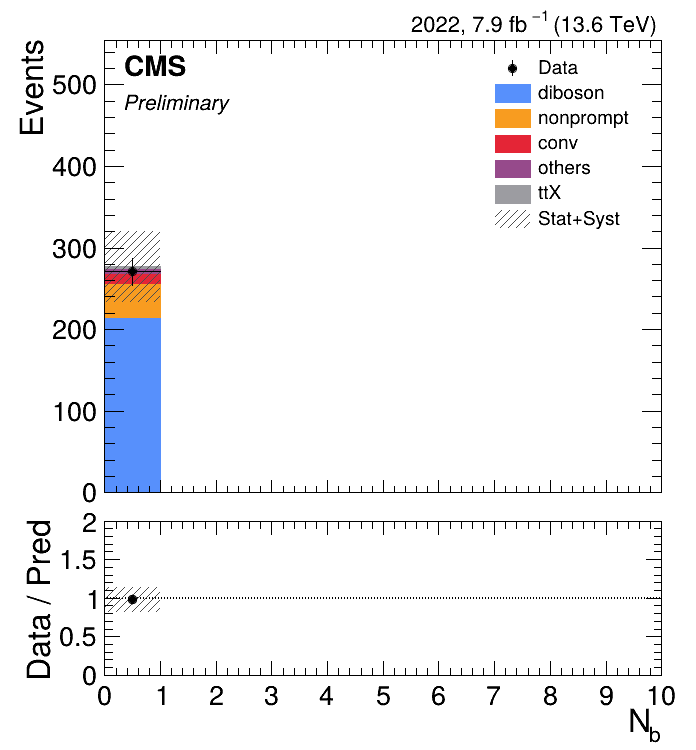 2022, 7.9 fb⁻¹ (13.6 TeV)
CMS
Preliminary
Events
500
400
300
200
100
0
Data
diboson
nonprompt
conv
others
ttX
Stat+Syst
Data / Pred
2
1.5
1
0.5
0
0 1 2 3 4 5 6 7 8 9 10
N_b